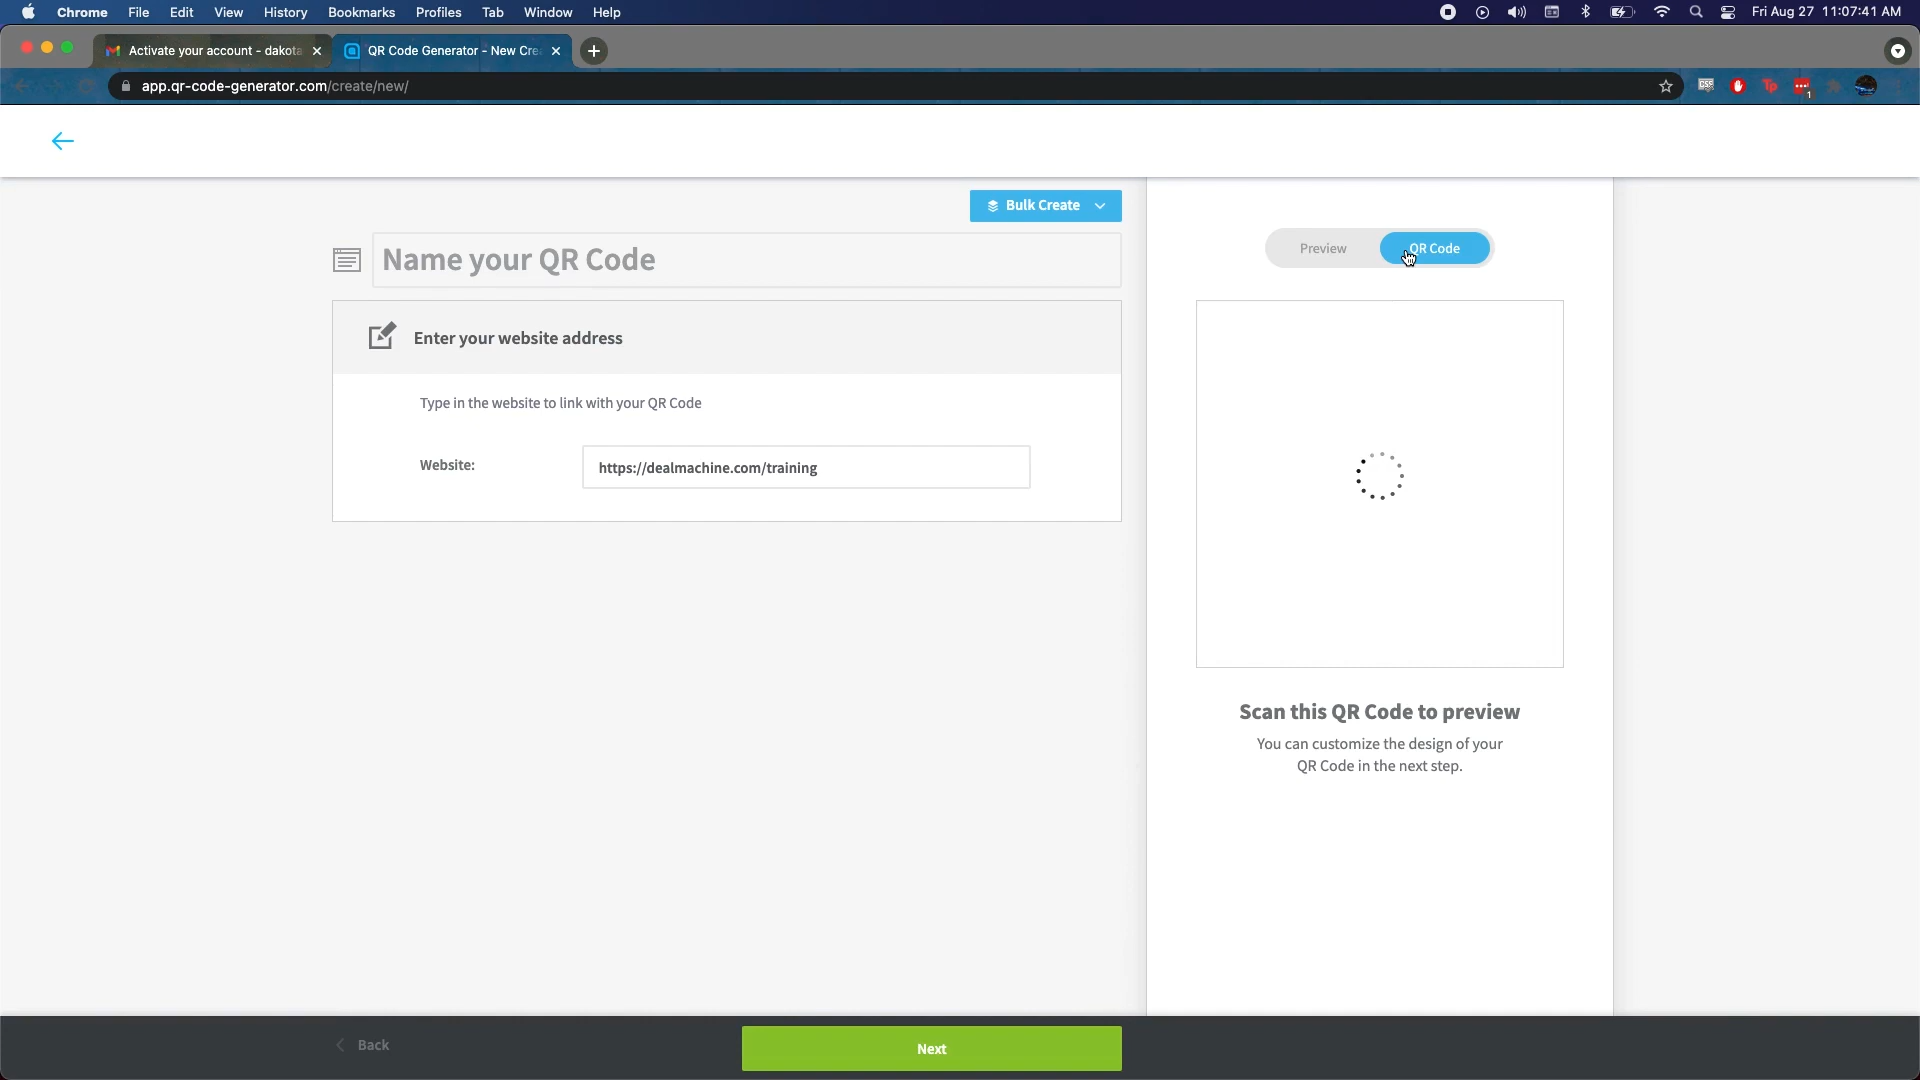 Chrome File Edit View History Bookmarks Profiles Tab Window Help Fri Aug 27 11:07:41 AM
Activate your account - dakota QR Code Generator - New Cre
app.qr-code-generator.com/create/new/
CSS Tp 1
Bulk Create
Preview QR Code
Name your QR Code
Enter your website address
Type in the website to link with your QR Code
Website: https://dealmachine.com/training
Scan this QR Code to preview
You can customize the design of your
QR Code in the next step.
Back Next